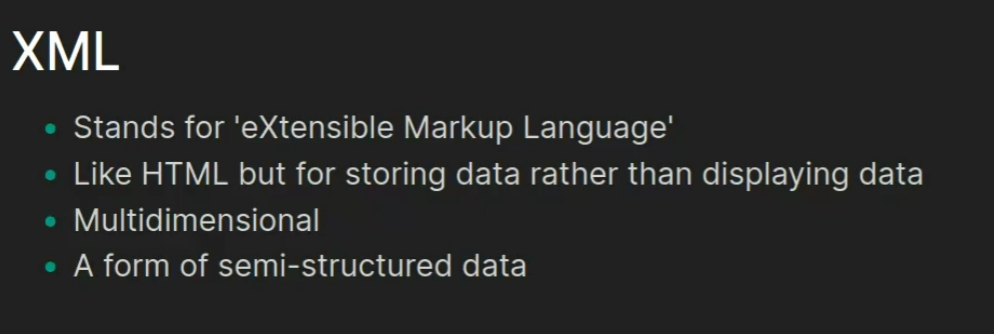 XML
Stands for 'eXtensible Markup Language'
Like HTML but for storing data rather than displaying data
Multidimensional
A form of semi-structured data